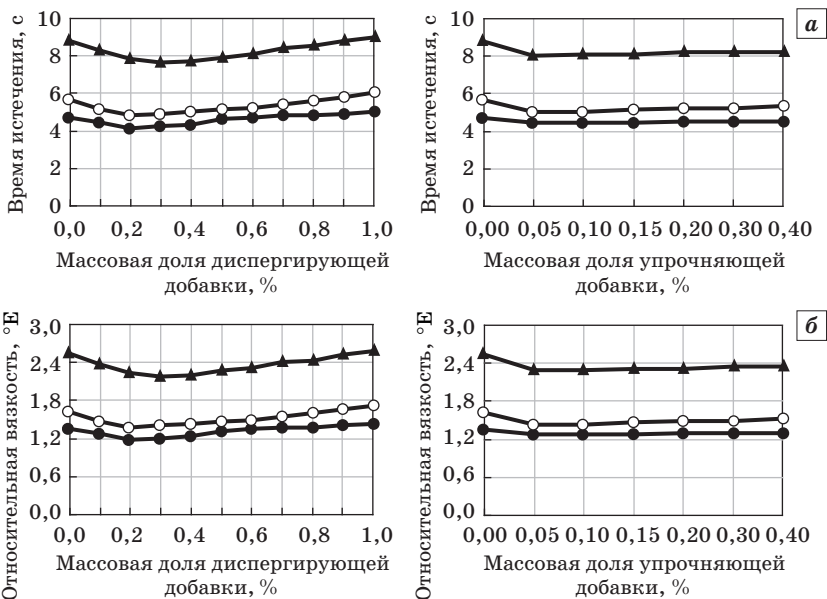 Время истечения, с
10
8
6
4
2
0
0,0 0,2 0,4 0,6 0,8 1,0
Массовая доля диспергирующей
добавки, %
Время истечения, с
10
8
6
4
2
0
0,00 0,05 0,10 0,15 0,20 0,30 0,40
Массовая доля упрочняющей
добавки, %
а
Относительная вязкость, °Е
3,0
2,4
1,8
1,2
0,6
0,0
0,0 0,2 0,4 0,6 0,8 1,0
Массовая доля диспергирующей
добавки, %
Относительная вязкость, °Е
3,0
2,4
1,8
1,2
0,6
0,0
0,00 0,05 0,10 0,15 0,20 0,30 0,40
Массовая доля упрочняющей
добавки, %
б